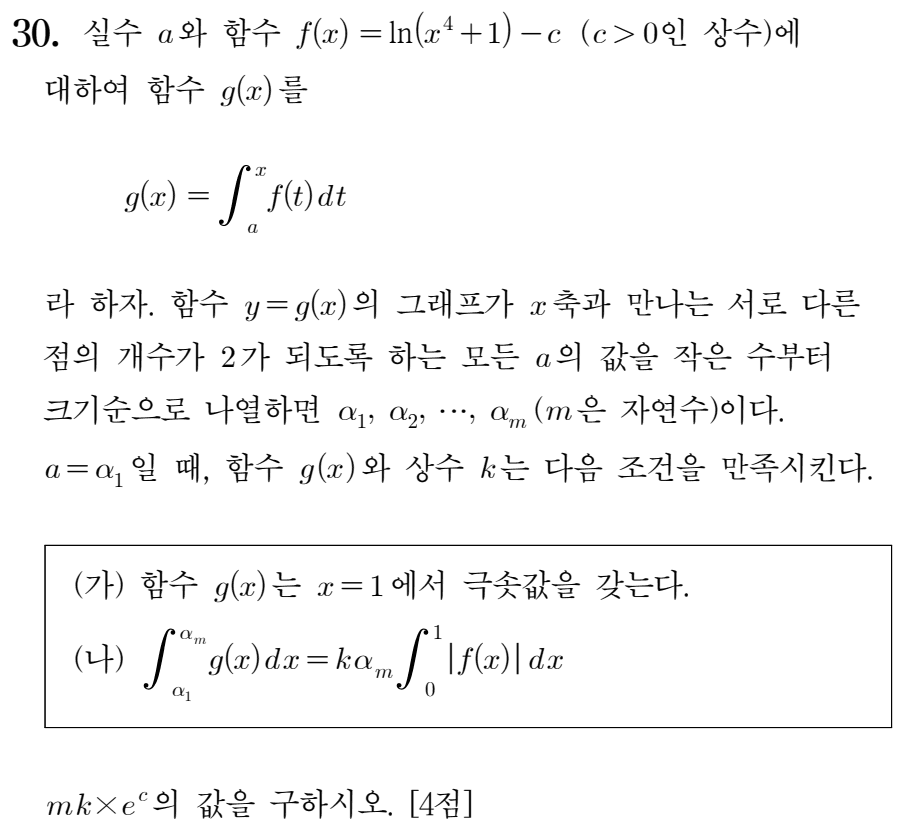 30. 실수 a와 함수 f(x)=ln(x⁴+1)−c (c>0인 상수)에
대하여 함수 g(x)를
g(x)=∫ₐˣ f(t)dt
라 하자. 함수 y=g(x)의 그래프가 x축과 만나는 서로 다른
점의 개수가 2가 되도록 하는 모든 a의 값을 작은 수부터
크기순으로 나열하면 α₁, α₂, ⋯, αₘ(m은 자연수)이다.
a=α₁일 때, 함수 g(x)와 상수 k는 다음 조건을 만족시킨다.
(가) 함수 g(x)는 x=1에서 극솟값을 갖는다.
(나) ∫_{α₁}^{αₘ} g(x)dx=kαₘ∫₀¹ |f(x)| dx
mk×eᶜ의 값을 구하시오. [4점]